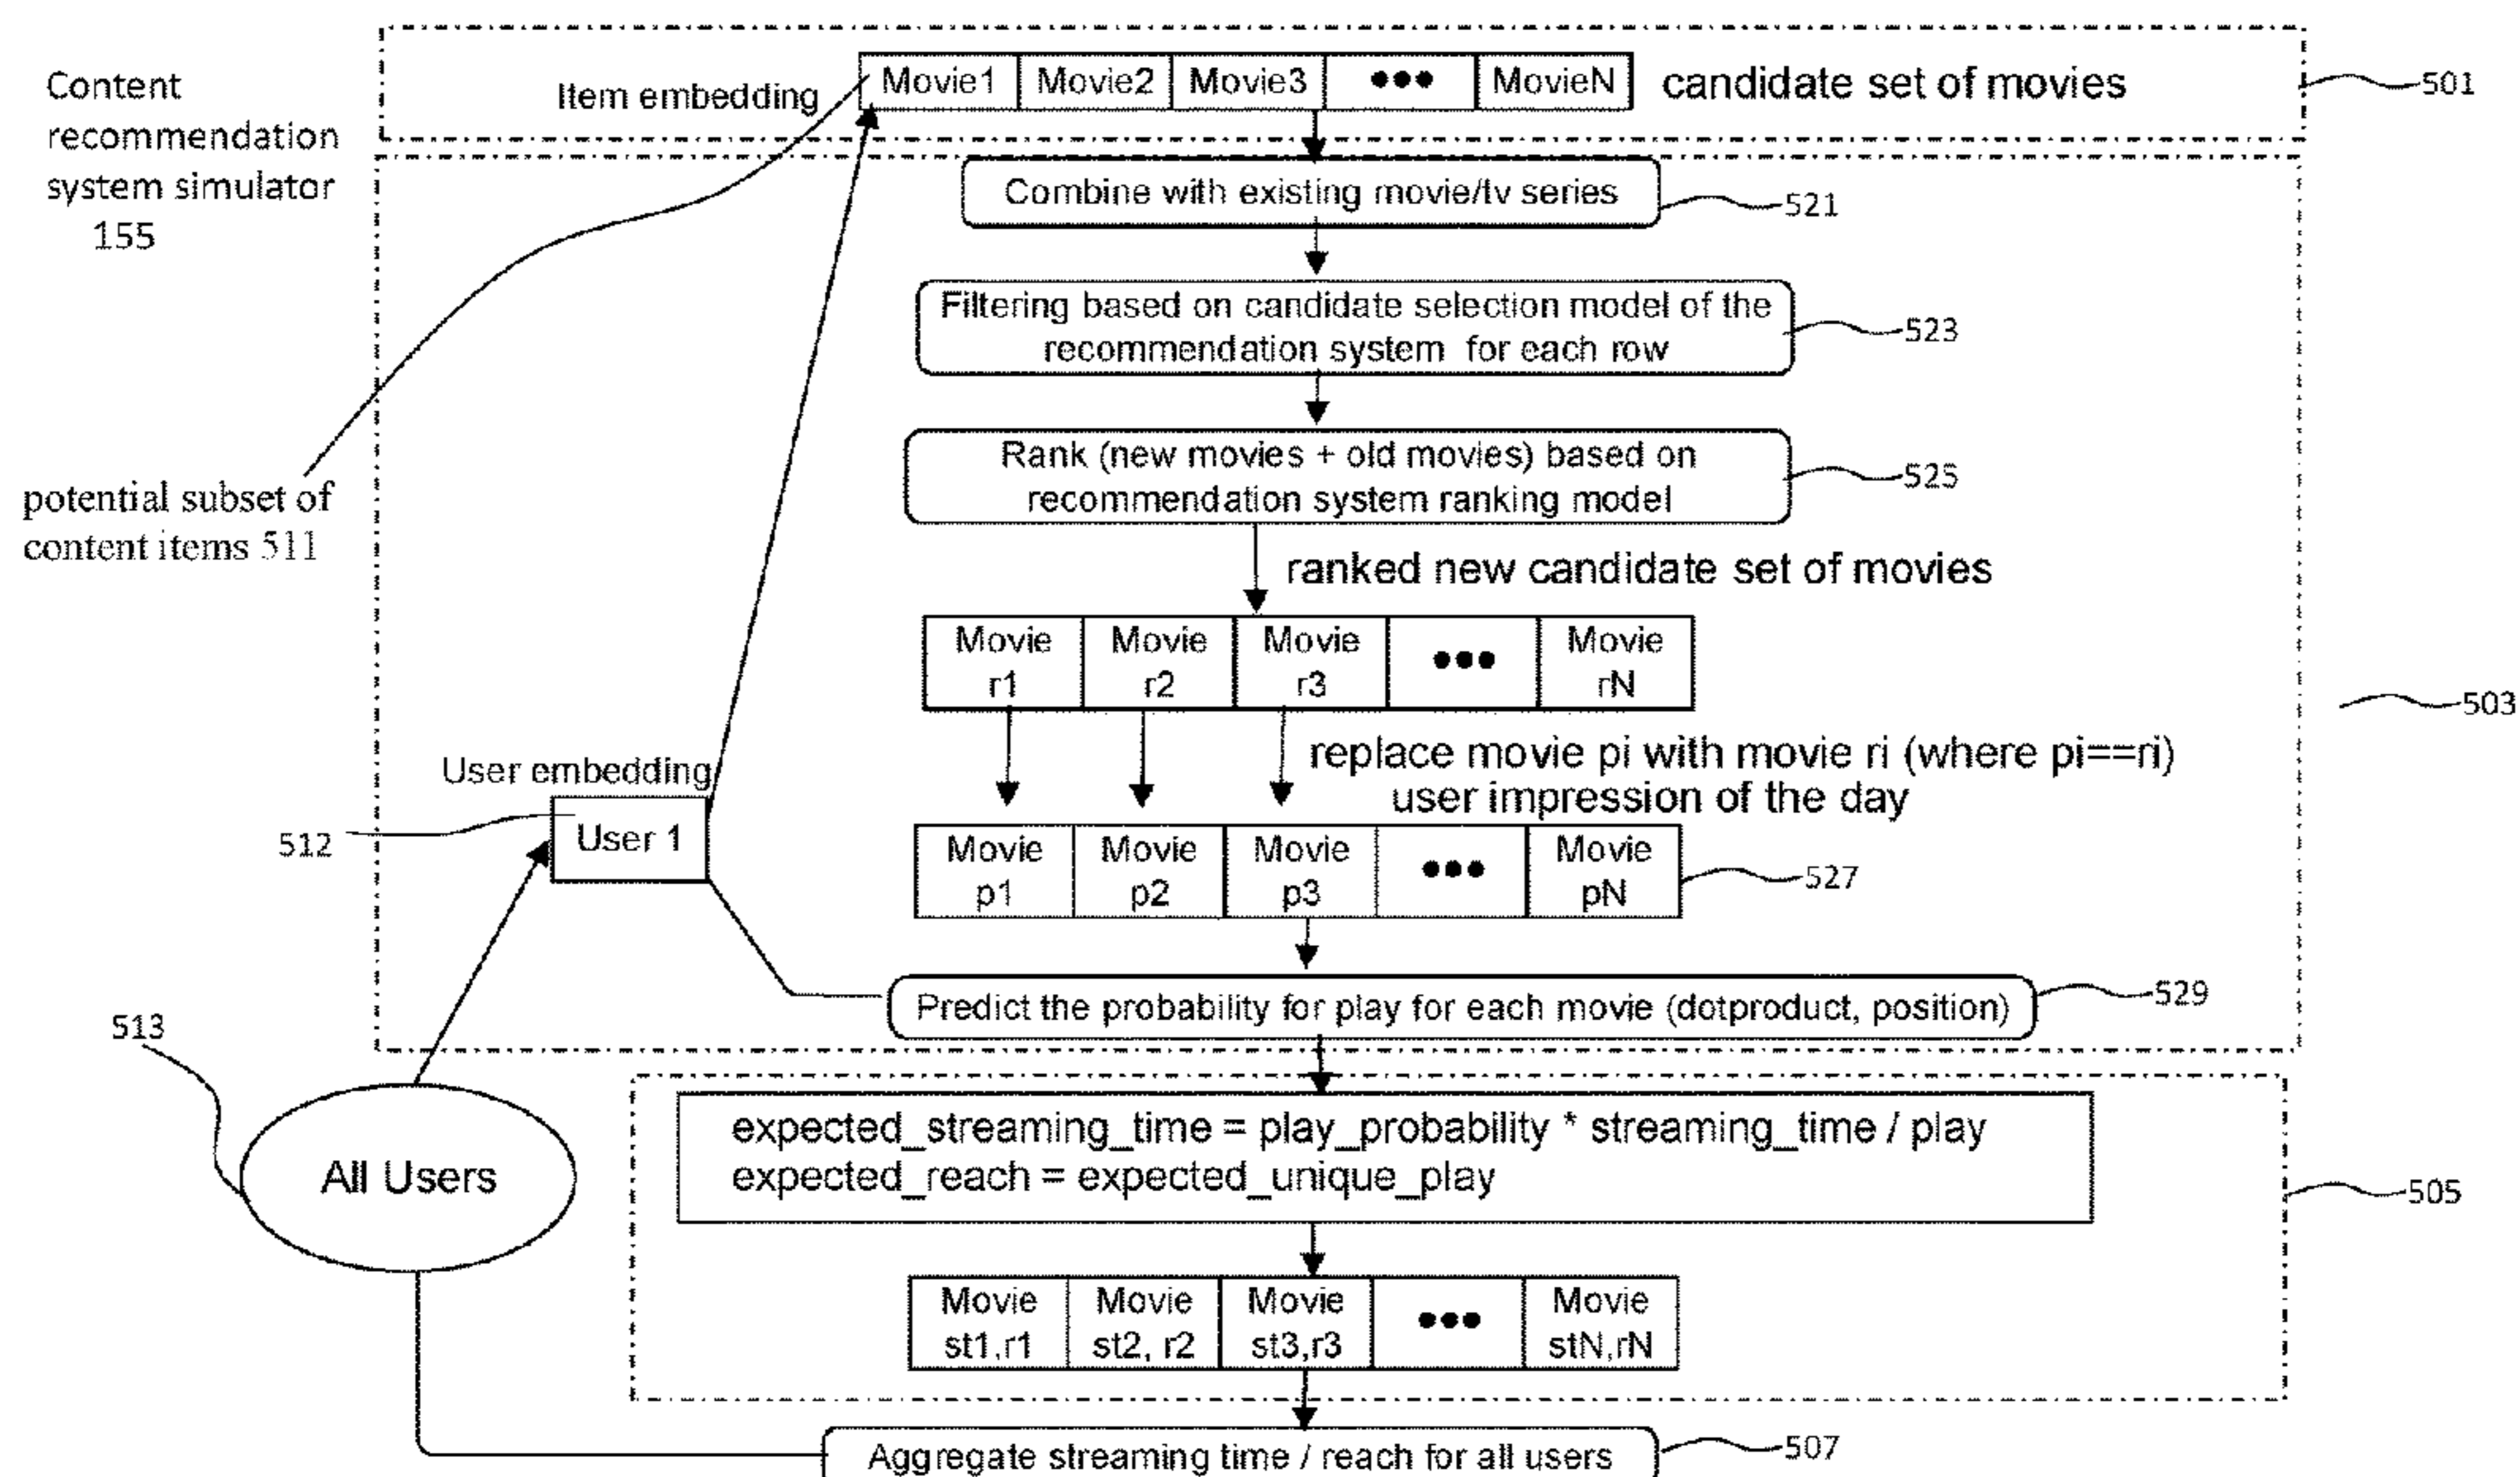 Content
recommendation
system simulator
155
Item embedding
Movie1 Movie2 Movie3 ••• MovieN
candidate set of movies
501
Combine with existing movie/tv series
521
Filtering based on candidate selection model of the
recommendation system for each row
523
Rank (new movies + old movies) based on
recommendation system ranking model
525
potential subset of
content items 511
ranked new candidate set of movies
Movie Movie Movie ••• Movie
r1 r2 r3 rN
503
replace movie pi with movie ri (where pi==ri)
user impression of the day
User embedding
User 1
512
Movie Movie Movie ••• Movie
p1 p2 p3 pN
527
Predict the probability for play for each movie (dotproduct, position)
529
513
All Users
expected_streaming_time = play_probability * streaming_time / play
expected_reach = expected_unique_play
505
Movie Movie Movie ••• Movie
st1,r1 st2, r2 st3,r3 stN,rN
Aggregate streaming time / reach for all users
507